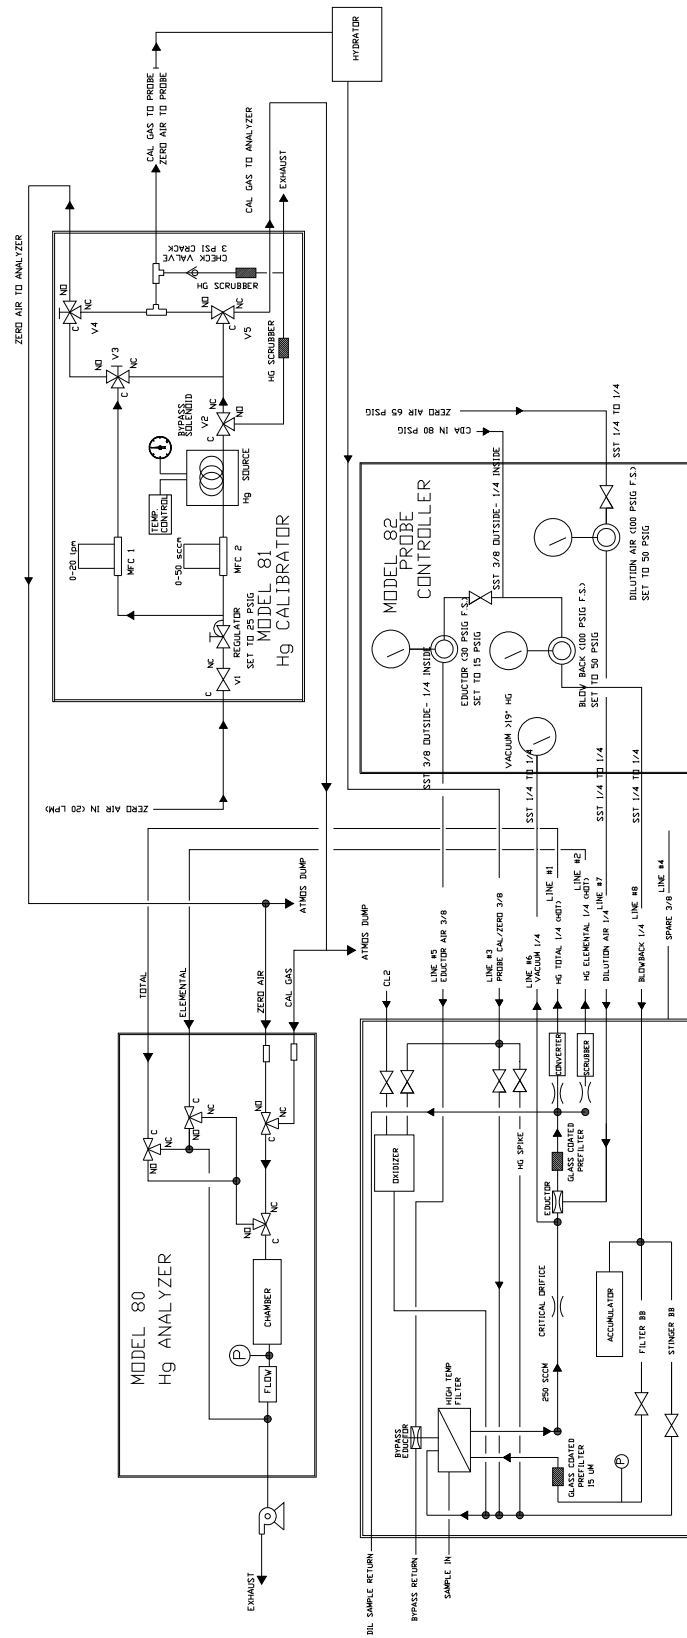 HYDRATOR
CAL GAS TO PROBE
ZERO AIR TO PROBE
CAL GAS TO ANALYZER
EXHAUST
ZERO AIR TO ANALYZER
NO
C
V4
NC
CHECK VALVE
3 PSI CRACK
HG SCRUBBER
NO
V3
C
NC
NO
NC
C
V5
HG SCRUBBER
BYPASS
SOLENOID
NC
C
V2
NO
TEMP.
CONTROL
Hg SOURCE
0-20 lpm
MFC 1
0-50 sccm
MFC 2
REGULATOR
SET TO 25 PSIG
MODEL 81
Hg CALIBRATOR
C
NC
V1
ZERO AIR IN (20 LPM)
ZERO AIR 65 PSIG
CDA IN 80 PSIG
SST 1/4 TO 1/4
SST 3/8 OUTSIDE- 1/4 INSIDE
MODEL 82
PROBE
CONTROLLER
DILUTION AIR (100 PSIG F.S.)
SET TO 50 PSIG
EDUCTOR (30 PSIG F.S.)
SET TO 15 PSIG
BLOW BACK (100 PSIG F.S.)
SET TO 50 PSIG
VACUUM >19" HG
SST 3/8 OUTSIDE- 1/4 INSIDE
SST 1/4 TO 1/4
SST 1/4 TO 1/4
SST 1/4 TO 1/4
ATMOS DUMP
ATMOS DUMP
TOTAL
ELEMENTAL
ZERO AIR
CAL GAS
CL2
LINE #5
EDUCTOR AIR 3/8
LINE #3
PROBE CAL/ZERO 3/8
LINE #6
VACUUM 1/4
LINE #1
HG TOTAL 1/4 (HOT)
LINE #2
HG ELEMENTAL 1/4 (HOT)
LINE #7
DILUTION AIR 1/4
LINE #8
BLOWBACK 1/4
LINE #4
SPARE 3/8
MODEL 80
Hg ANALYZER
C
NC
NO
C
NC
NO
C
NC
NO
NC
NO
C
CHAMBER
P
FLOW
EXHAUST
OXIDIZER
HG SPIKE
CONVERTER
SCRUBBER
GLASS COATED
PREFILTER
EDUCTOR
CRITICAL ORIFICE
250 SCCM
ACCUMULATOR
FILTER BB
STINGER BB
HIGH TEMP
FILTER
BYPASS
EDUCTOR
P
GLASS COATED
PREFILTER
15 UM
DIL SAMPLE RETURN
BYPASS RETURN
SAMPLE IN